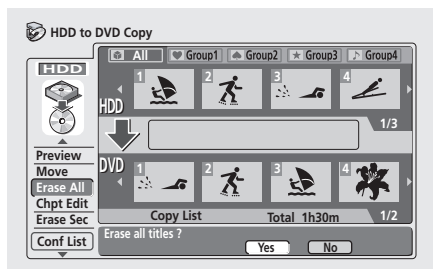 HDD to DVD Copy
All Group1 Group2 Group3 Group4
HDD
1 2 3 4
HDD
1/3
Preview
Move
Erase All
Chpt Edit
Erase Sec
Conf List
DVD
1 2 3 4
Copy List Total 1h30m 1/2
Erase all titles ?
Yes No